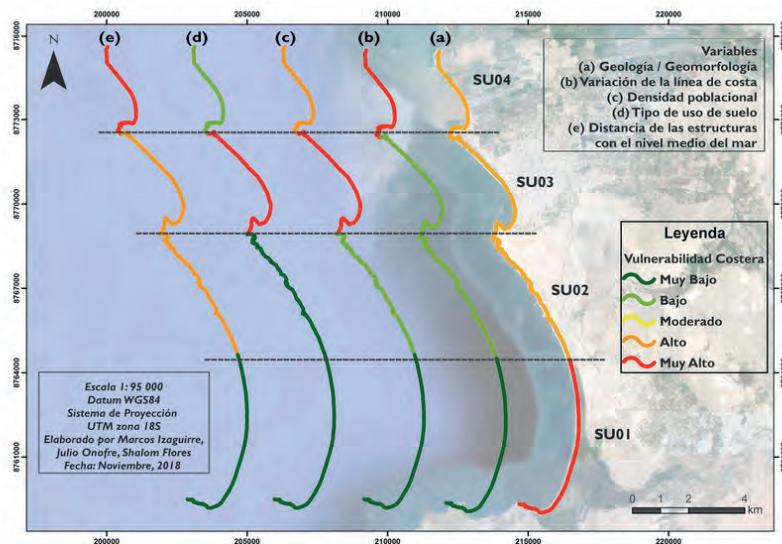 200000 205000 210000 215000 220000
8776000
8773000
8770000
8767000
8764000
8761000
N
(e) (d) (c) (b) (a)
SU04
SU03
SU02
SU01
Variables
(a) Geología / Geomorfología
(b) Variación de la línea de costa
(c) Densidad poblacional
(d) Tipo de uso de suelo
(e) Distancia de las estructuras
con el nivel medio del mar
Leyenda
Vulnerabilidad Costera
Muy Bajo
Bajo
Moderado
Alto
Muy Alto
Escala 1: 95 000
Datum WGS84
Sistema de Proyección
UTM zona 18S
Elaborado por Marcos Izaguirre,
Julio Onofre, Shalom Flores
Fecha: Noviembre, 2018
0 1 2 4
km
200000 205000 210000 215000 220000